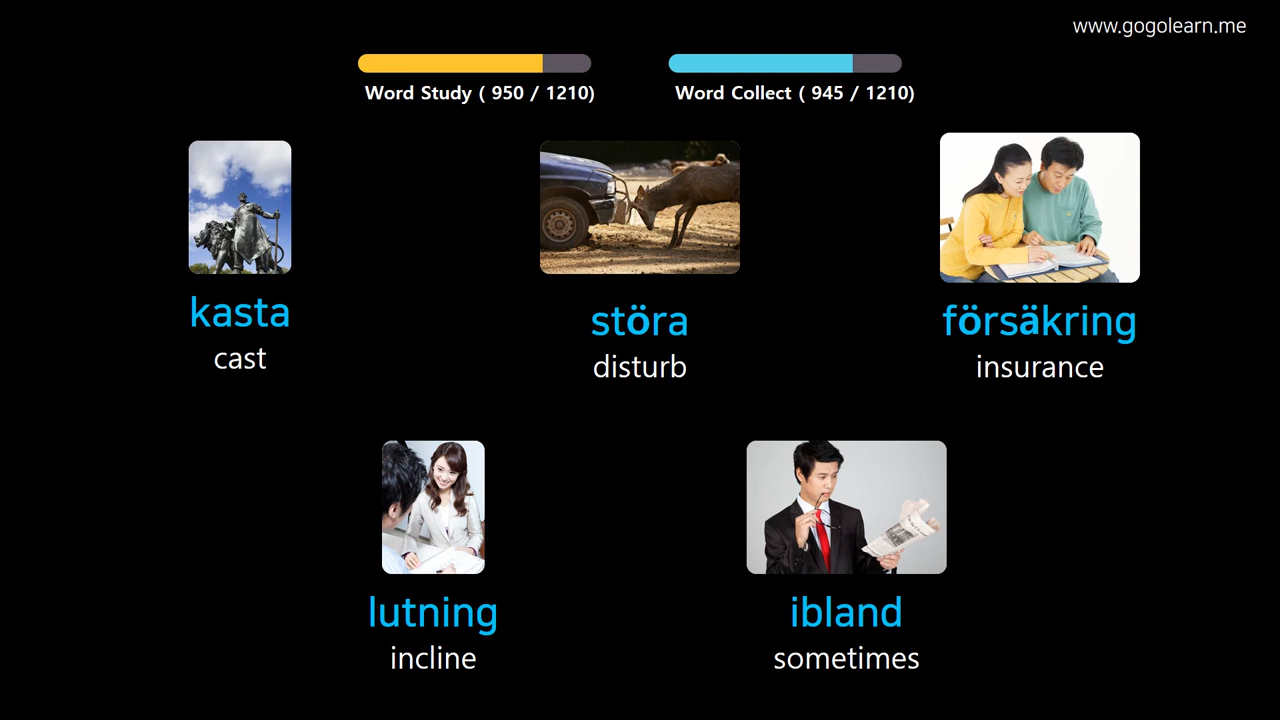 www.gogolearn.me
Word Study ( 950 / 1210)
Word Collect ( 945 / 1210)
kasta
cast
störa
disturb
försäkring
insurance
lutning
incline
ibland
sometimes